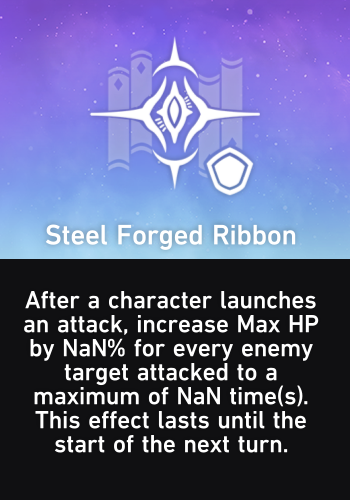 Steel Forged Ribbon
After a character launches
an attack, increase Max HP
by NaN% for every enemy
target attacked to a
maximum of NaN time(s).
This effect lasts until the
start of the next turn.